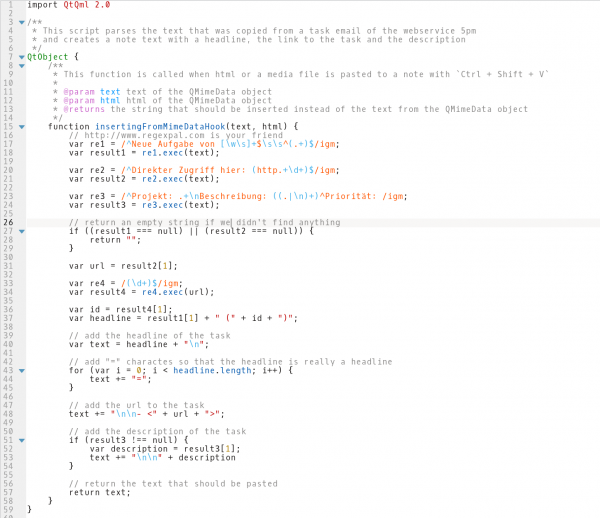 1 import QtQml 2.0
2
3 /**
4  * This script parses the text that was copied from a task email of the webservice 5pm
5  * and creates a note text with a headline, the link to the task and the description
6  */
7 QtObject {
8     /**
9      * This function is called when html or a media file is pasted to a note with `Ctrl + Shift + V`
10      *
11      * @param text text of the QMimeData object
12      * @param html html of the QMimeData object
13      * @returns the string that should be inserted instead of the text from the QMimeData object
14      */
15     function insertingFromMimeDataHook(text, html) {
16         // http://www.regexpal.com is your friend
17         var re1 = /^Neue Aufgabe von [\w\s]+$\s\s^(.+)$/igm;
18         var result1 = re1.exec(text);
19
20         var re2 = /^Direkter Zugriff hier: (http.+\d+)$/igm;
21         var result2 = re2.exec(text);
22
23         var re3 = /^Projekt: .+\nBeschreibung: ((.|\n)+)^Priorität: /igm;
24         var result3 = re3.exec(text);
25
26         // return an empty string if we didn't find anything
27         if ((result1 === null) || (result2 === null)) {
28             return "";
29         }
30
31         var url = result2[1];
32
33         var re4 = /(\d+)$/igm;
34         var result4 = re4.exec(url);
35
36         var id = result4[1];
37         var headline = result1[1] + " (" + id + ")";
38
39         // add the headline of the task
40         var text = headline + "\n";
41
42         // add "=" charactes so that the headline is really a headline
43         for (var i = 0; i < headline.length; i++) {
44             text += "=";
45         }
46
47         // add the url to the task
48         text += "\n\n- <" + url + ">";
49
50         // add the description of the task
51         if (result3 !== null) {
52             var description = result3[1];
53             text += "\n\n" + description
54         }
55
56         // return the text that should be pasted
57         return text;
58     }
59 }
60